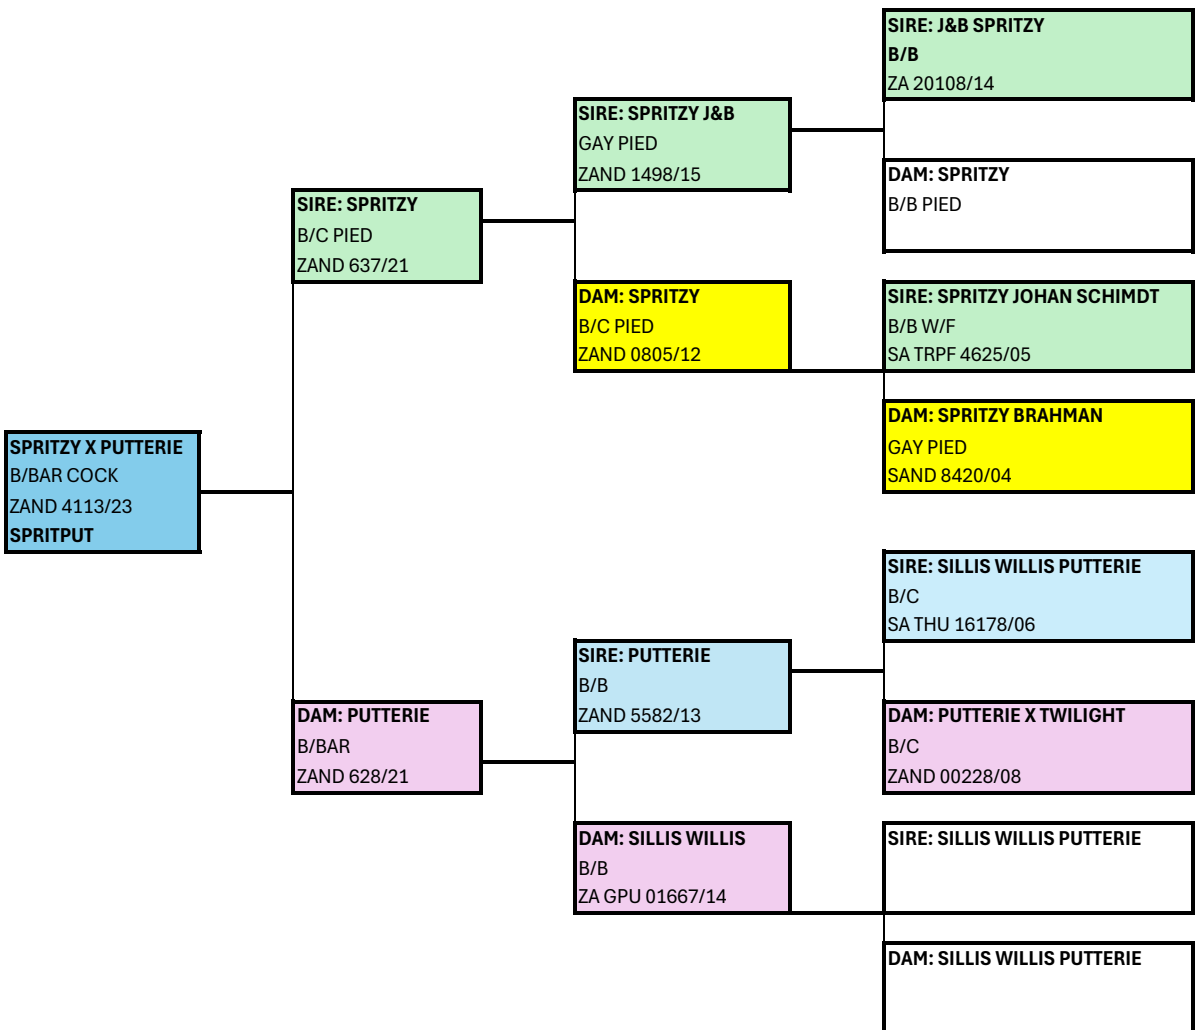 SIRE: J&B SPRITZY
B/B
ZA 20108/14
SIRE: SPRITZY J&B
GAY PIED
ZAND 1498/15
DAM: SPRITZY
B/B PIED
SIRE: SPRITZY
B/C PIED
ZAND 637/21
DAM: SPRITZY
B/C PIED
ZAND 0805/12
SIRE: SPRITZY JOHAN SCHIMDT
B/B W/F
SA TRPF 4625/05
DAM: SPRITZY BRAHMAN
GAY PIED
SAND 8420/04
SPRITZY X PUTTERIE
B/BAR COCK
ZAND 4113/23
SPRITPUT
SIRE: SILLIS WILLIS PUTTERIE
B/C
SA THU 16178/06
SIRE: PUTTERIE
B/B
ZAND 5582/13
DAM: PUTTERIE
B/BAR
ZAND 628/21
DAM: PUTTERIE X TWILIGHT
B/C
ZAND 00228/08
DAM: SILLIS WILLIS
B/B
ZA GPU 01667/14
SIRE: SILLIS WILLIS PUTTERIE
DAM: SILLIS WILLIS PUTTERIE